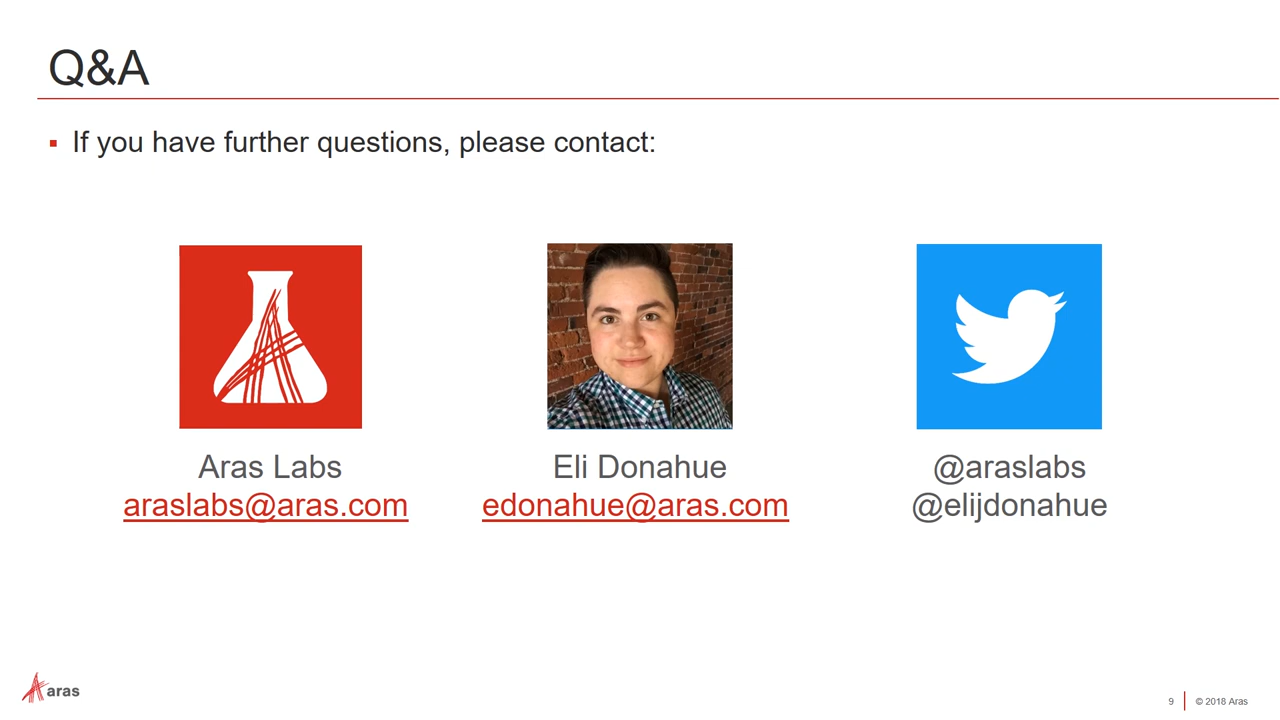 Q&A
▪ If you have further questions, please contact:
Aras Labs
araslabs@aras.com
Eli Donahue
edonahue@aras.com
@araslabs
@elijdonahue
aras
9
© 2018 Aras